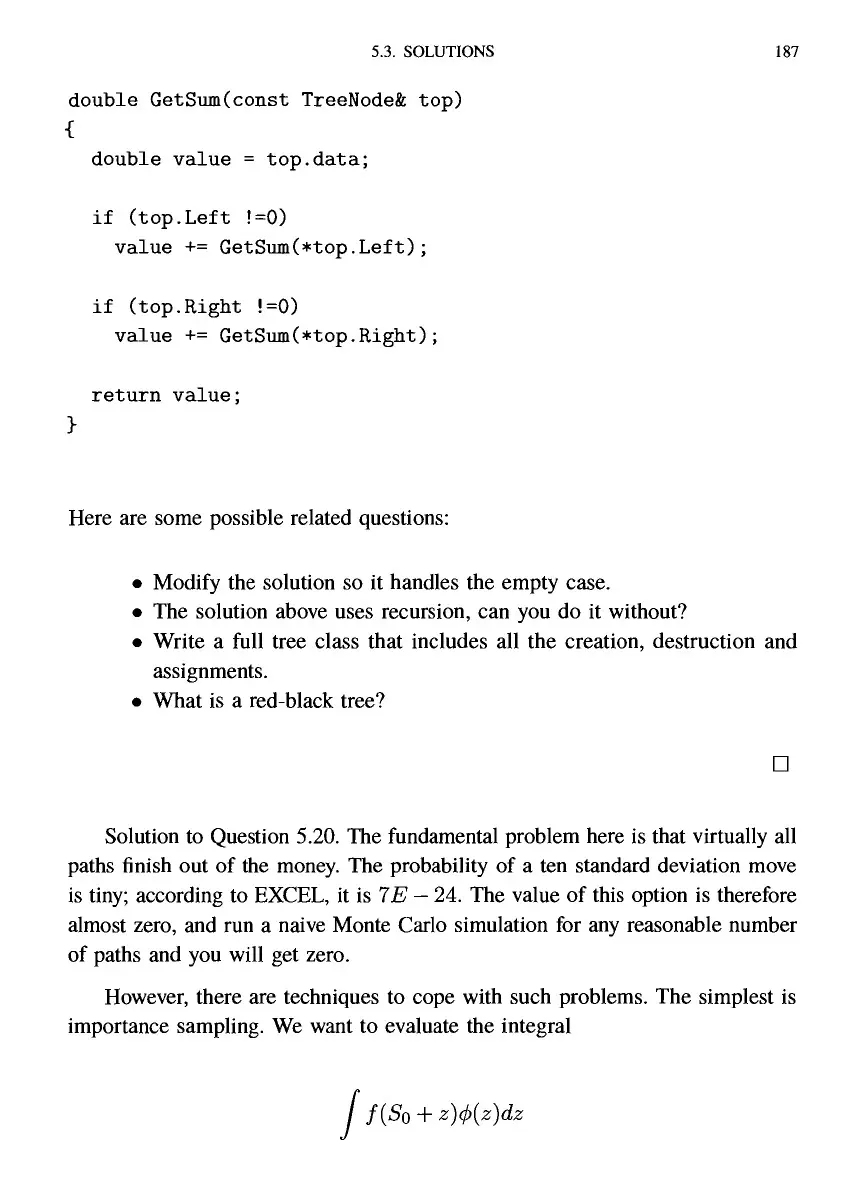 5.3. SOLUTIONS 187
double GetSum(const TreeNode& top)
{
double value = top.data;
if (top.Left !=0)
value += GetSum(*top.Left);
if (top.Right !=0)
value += GetSum(*top.Right);
return value;
}
Here are some possible related questions:
• Modify the solution so it handles the empty case.
• The solution above uses recursion, can you do it without?
• Write a full tree class that includes all the creation, destruction and
assignments.
• What is a red-black tree?
□
Solution to Question 5.20. The fundamental problem here is that virtually all
paths finish out of the money. The probability of a ten standard deviation move
is tiny; according to EXCEL, it is 7E − 24. The value of this option is therefore
almost zero, and run a naive Monte Carlo simulation for any reasonable number
of paths and you will get zero.
However, there are techniques to cope with such problems. The simplest is
importance sampling. We want to evaluate the integral
∫ f(S₀ + z)ϕ(z)dz